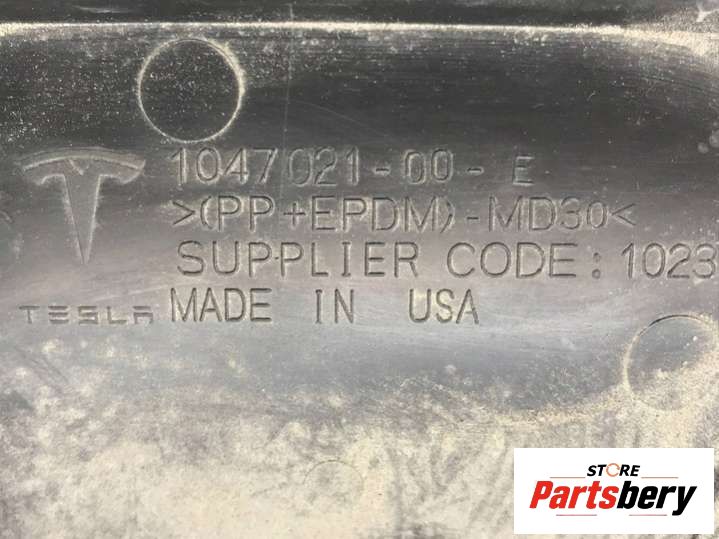 1047021-00-E
>(PP+EPDM)-MD30<
SUPPLIER CODE: 1023
TESLA MADE IN USA
STORE
Partsbery